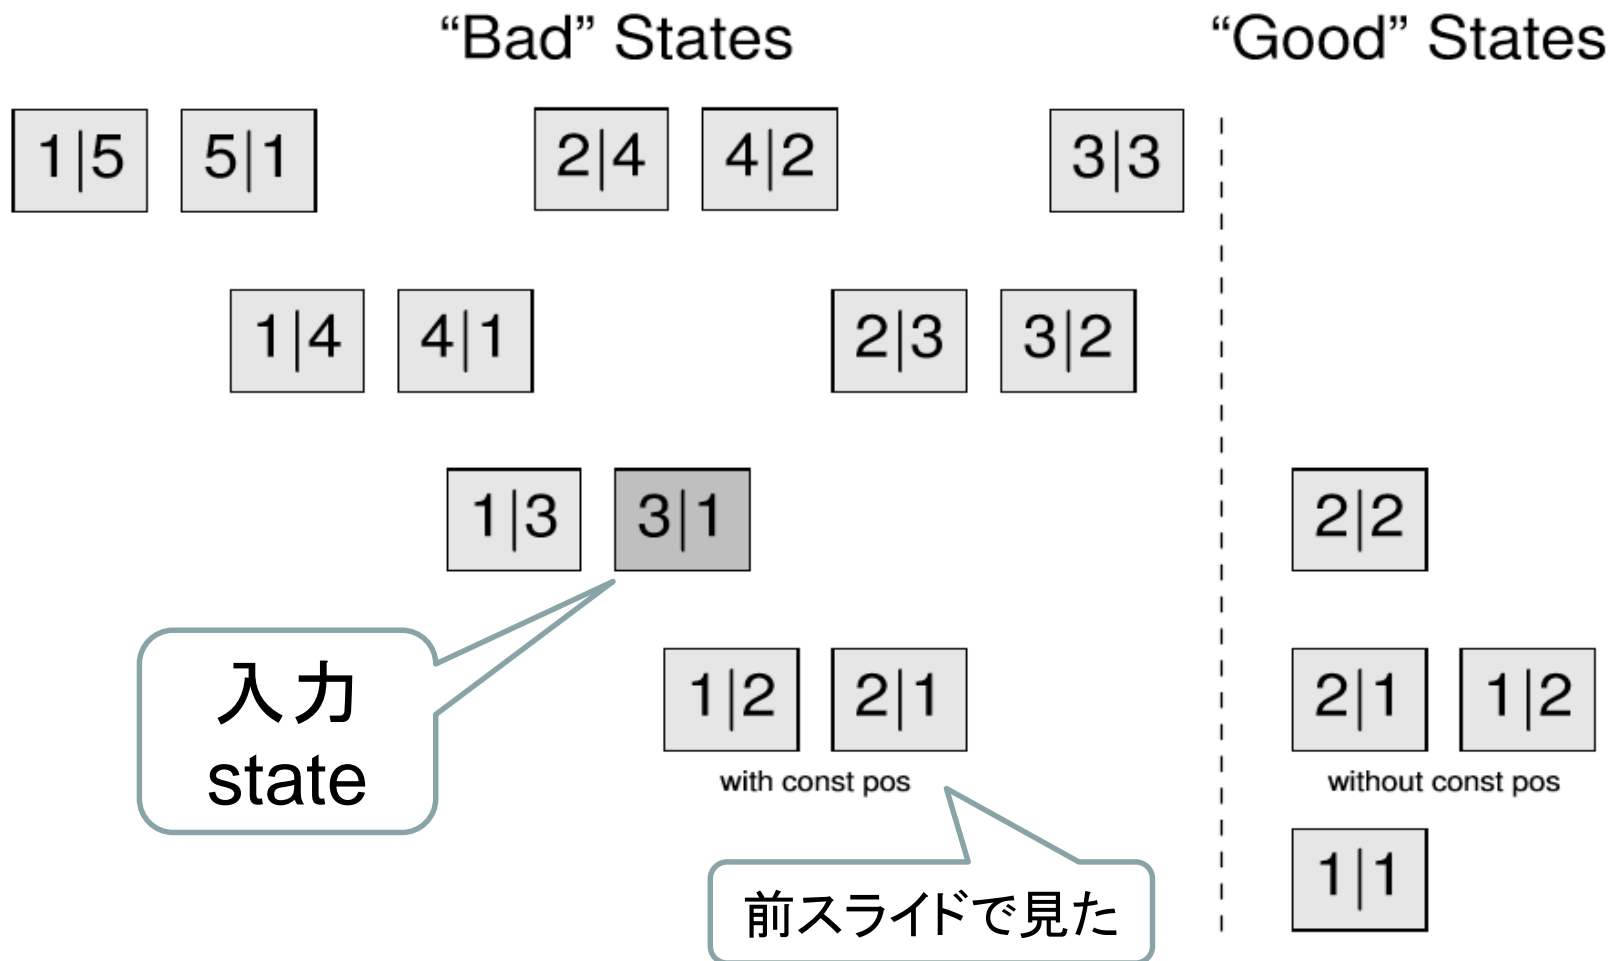 “Bad” States
“Good” States
1|5 5|1 2|4 4|2 3|3
1|4 4|1 2|3 3|2
1|3 3|1 2|2
入力
state
1|2 2|1 2|1 1|2
with const pos
without const pos
1|1
前スライドで見た